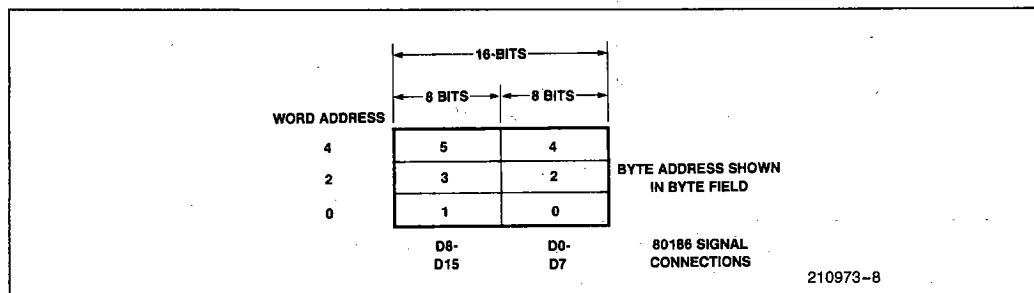 16-BITS
8 BITS 8 BITS
WORD ADDRESS
4 5 4
BYTE ADDRESS SHOWN
IN BYTE FIELD
2 3 2
0 1 0
D8-
D15
D0-
D7
80186 SIGNAL
CONNECTIONS
210973-8